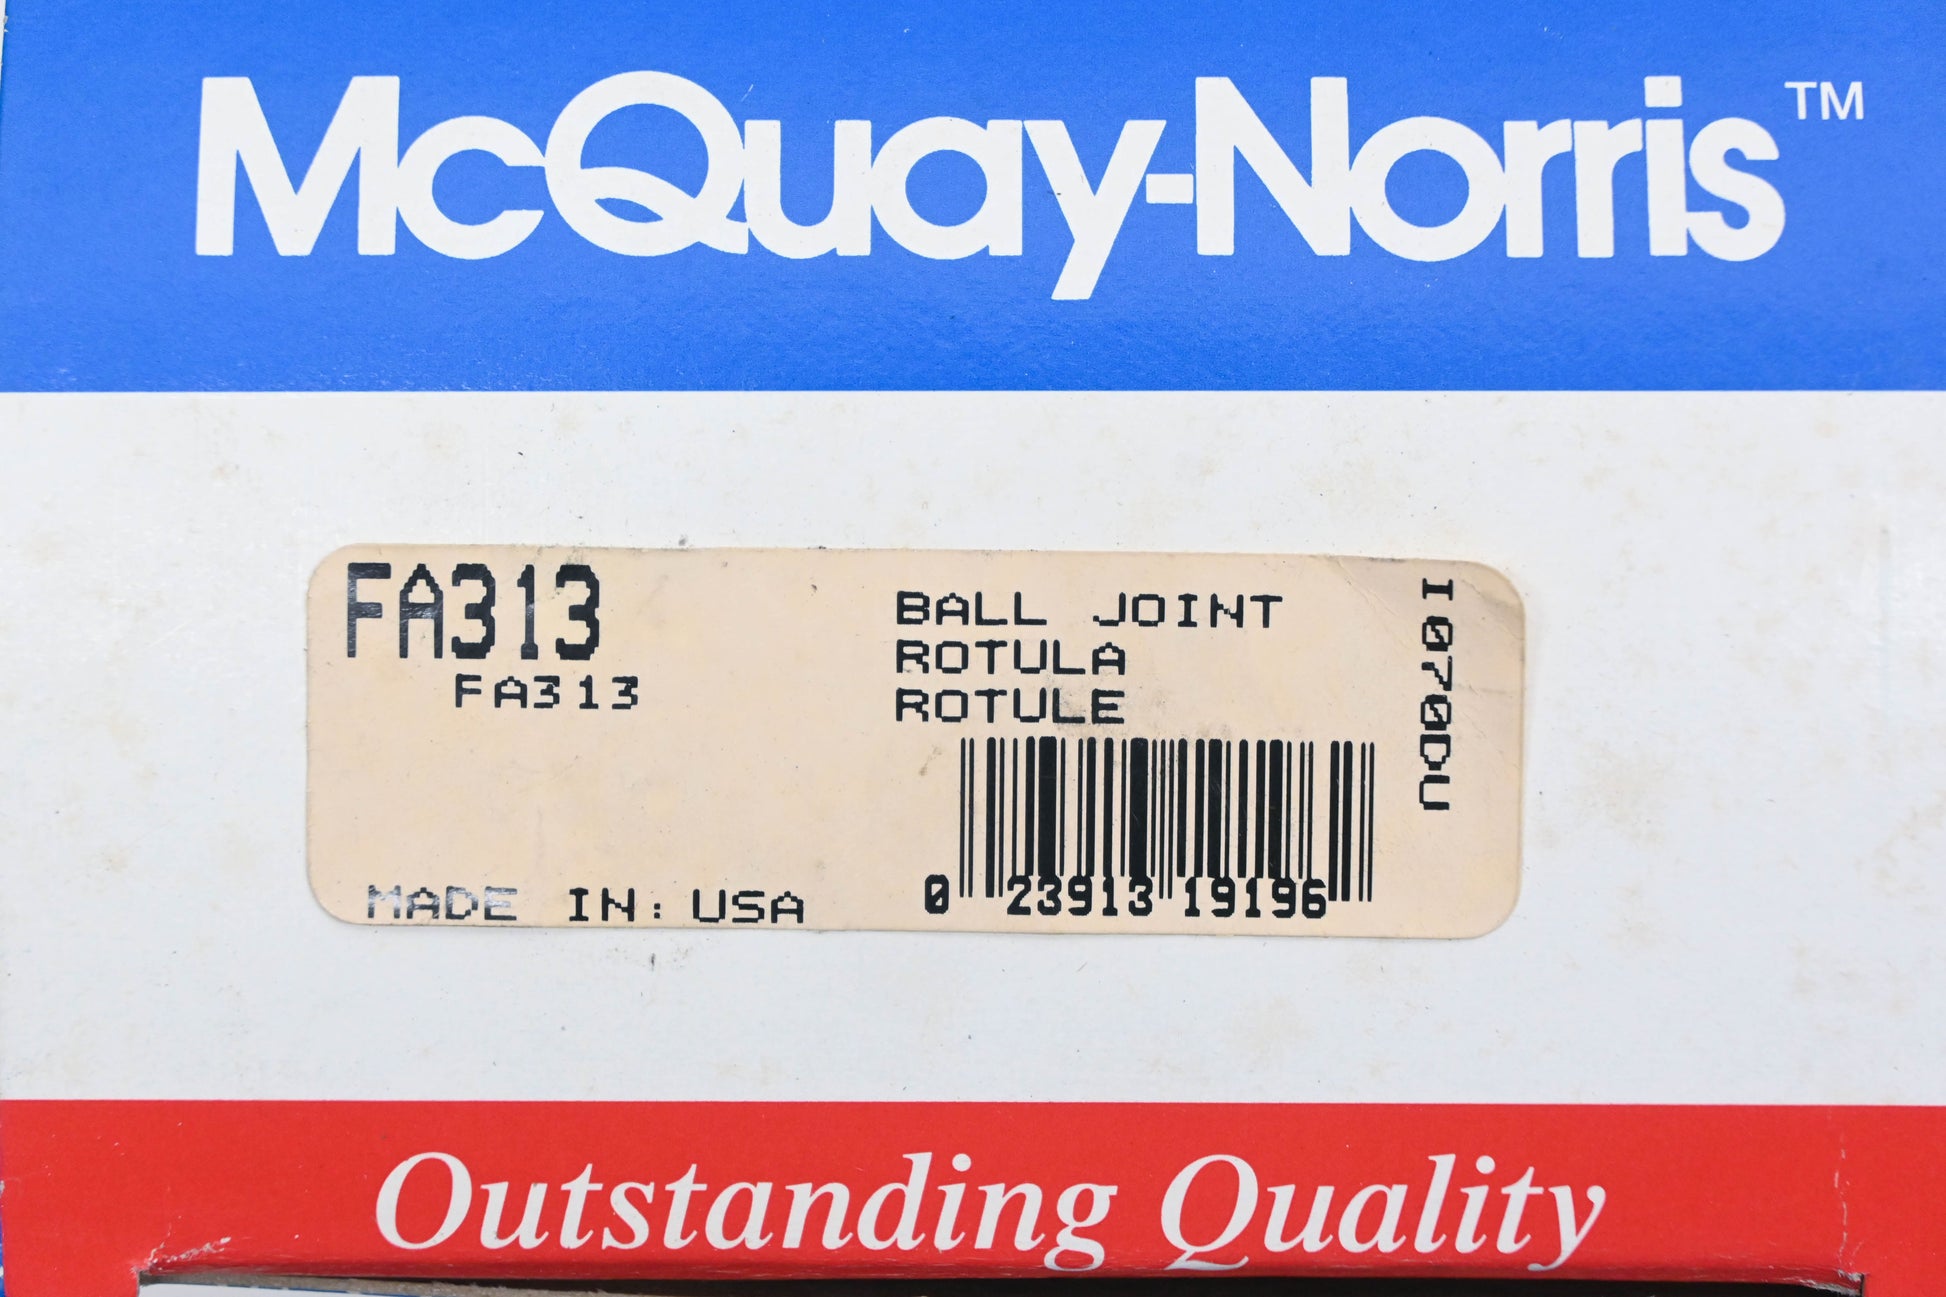 McQuay-Norris™
FA313
FA313
BALL JOINT
ROTULA
ROTULE
I070DU
MADE IN: USA
0 23913 19196
Outstanding Quality